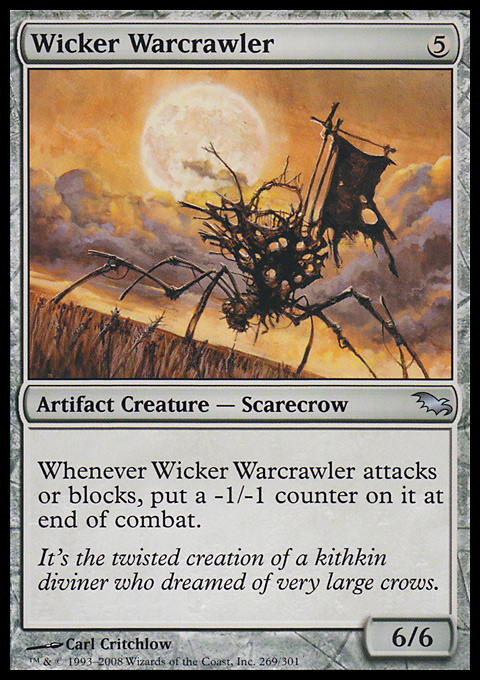 Wicker Warcrawler
5
Artifact Creature — Scarecrow
Whenever Wicker Warcrawler attacks
or blocks, put a -1/-1 counter on it at
end of combat.
It's the twisted creation of a kithkin
diviner who dreamed of very large crows.
6/6
Carl Critchlow
™ & © 1993–2008 Wizards of the Coast, Inc. 269/301